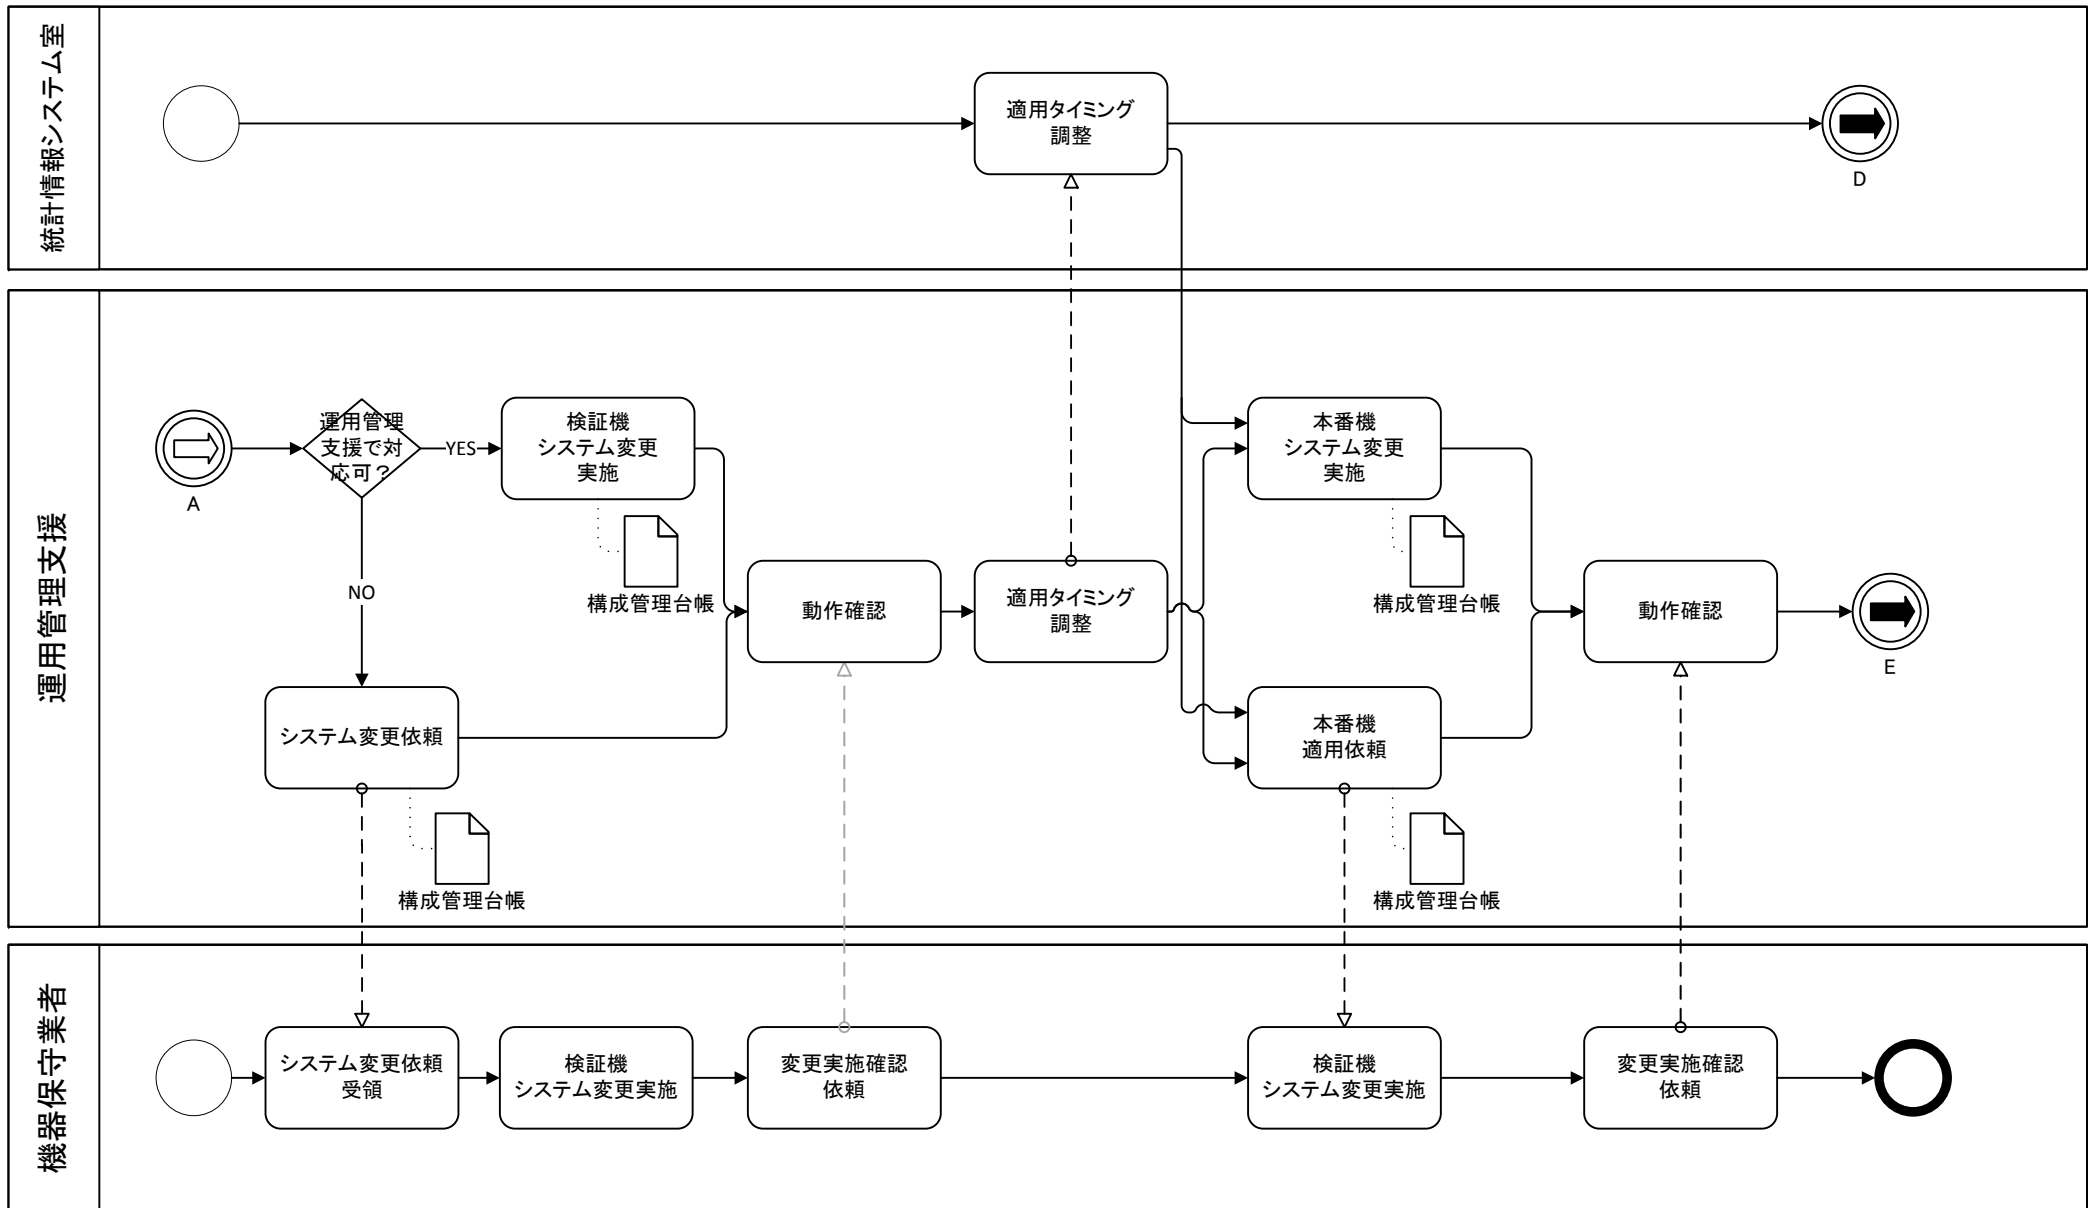 統計情報システム室
適用タイミング
調整
D
運用管理支援
A
運用管理
支援で対
応可？
YES
NO
検証機
システム変更
実施
構成管理台帳
システム変更依頼
構成管理台帳
動作確認
適用タイミング
調整
本番機
システム変更
実施
構成管理台帳
本番機
適用依頼
構成管理台帳
動作確認
E
機器保守業者
システム変更依頼
受領
検証機
システム変更実施
変更実施確認
依頼
検証機
システム変更実施
変更実施確認
依頼